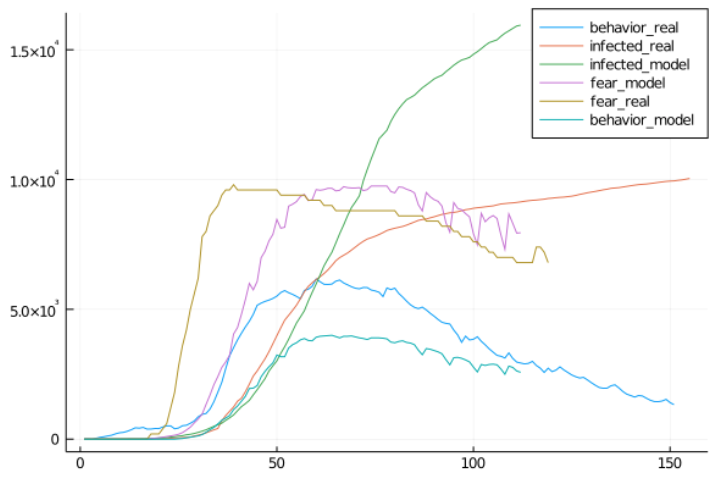 behavior_real
infected_real
infected_model
fear_model
fear_real
behavior_model
1.5×10⁴
1.0×10⁴
5.0×10³
0
0 50 100 150